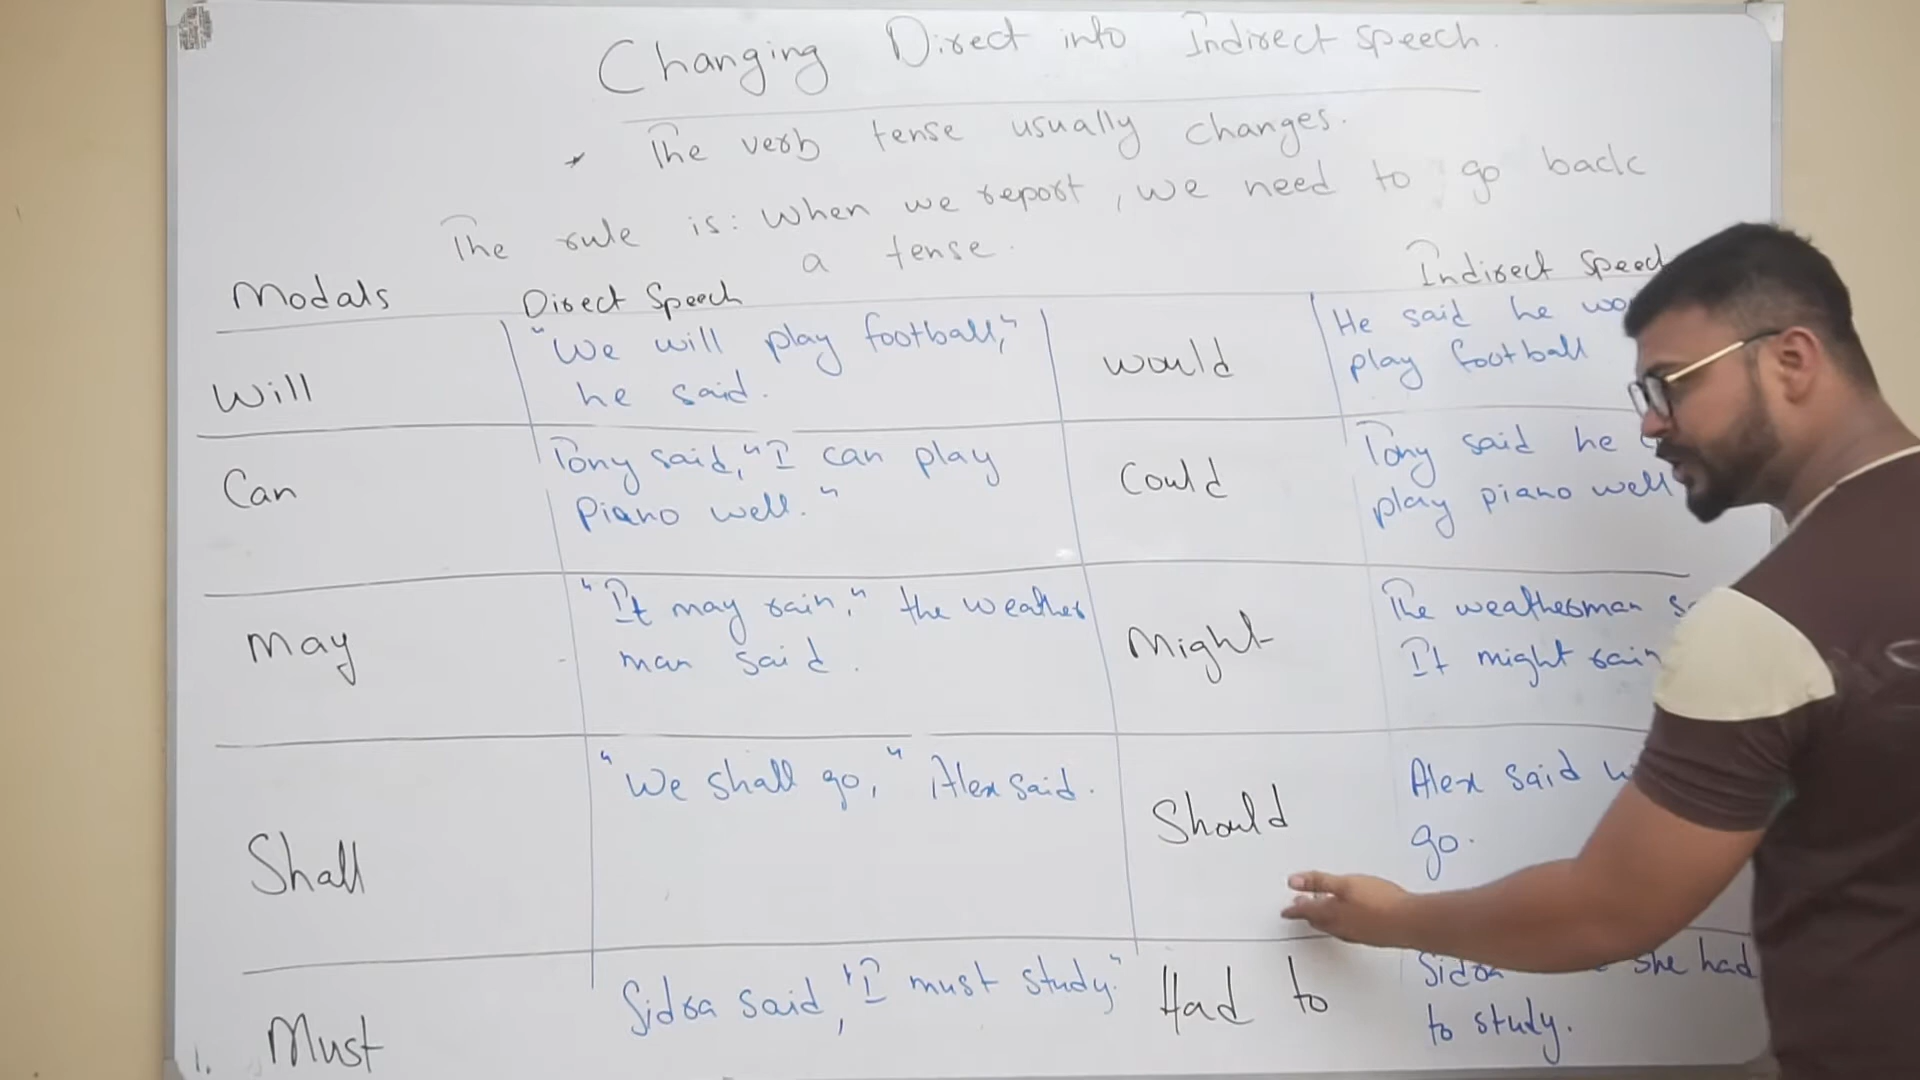 Changing Direct into Indirect speech.
* The verb tense usually changes.
The rule is: When we report, we need to go back
a tense.
Modals Direct Speech Indirect Speech
"We will play football," He said he
Will he said. would play football
Tony said, "I can play Tony said he
Can Piano well." Could play piano well
"It may rain," the weather The weatherman
May man said. Might It might rain
"We shall go," Alex said. Alex said
Shall Should go.
Sidra said, "I must study." Sidra she had
Must Had to to study.
1.